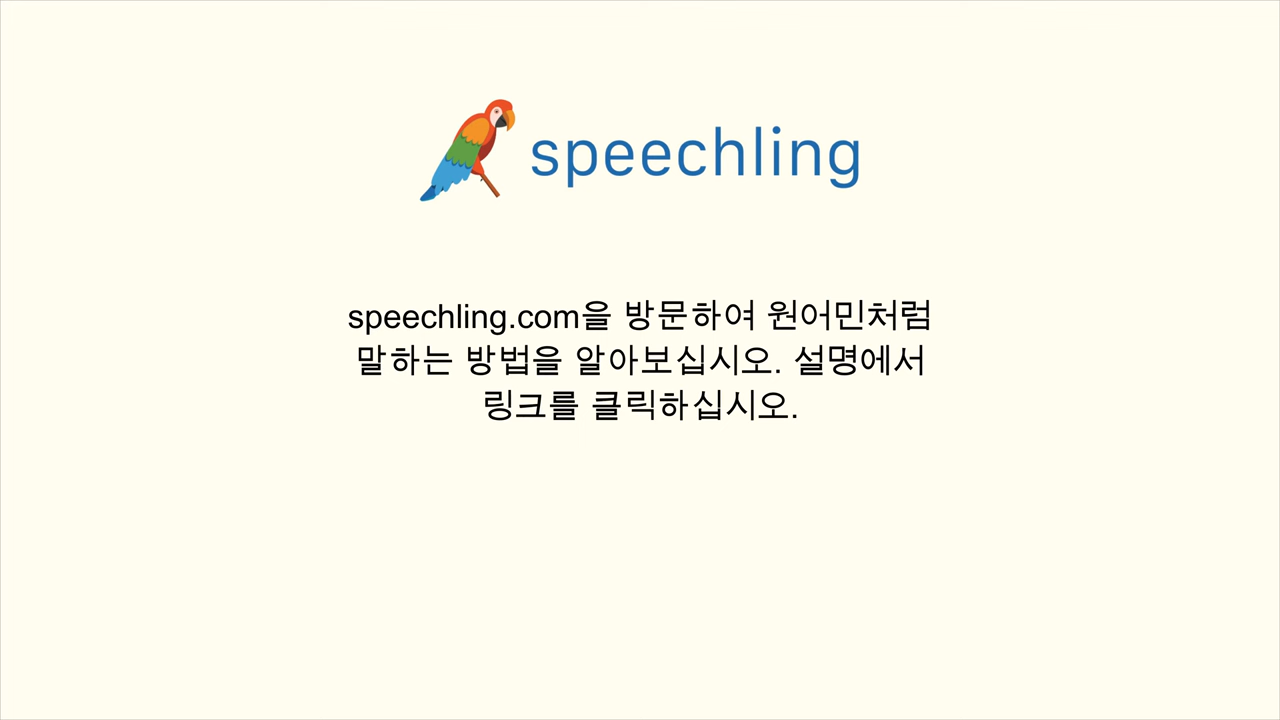 speechling
speechling.com을 방문하여 원어민처럼
말하는 방법을 알아보십시오. 설명에서
링크를 클릭하십시오.